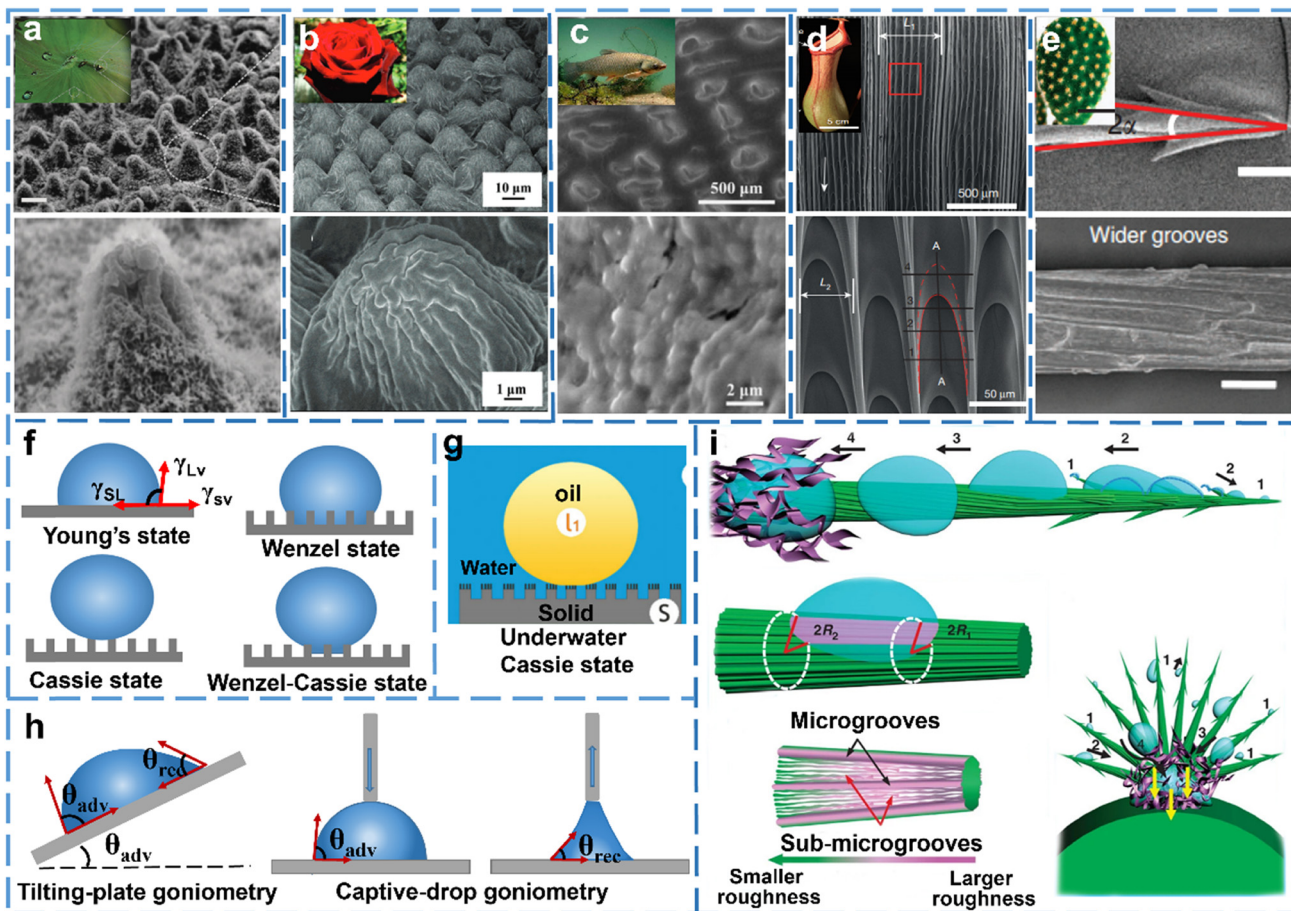 a
b
10 μm
1 μm
c
500 μm
2 μm
d
L1
5 cm
500 μm
A
4
L2
3
2
1
A
50 μm
e
2α
Wider grooves
f
γLv
γSL
γsv
Young's state
Wenzel state
Cassie state
Wenzel-Cassie state
g
oil
l1
Water
Solid
S
Underwater
Cassie state
h
θrec
θadv
θadv
Tilting-plate goniometry
θadv
θrec
Captive-drop goniometry
i
4
3
2
1
2
1
2R2
2R1
Microgrooves
Sub-microgrooves
Smaller
roughness
Larger
roughness
1
1
1
1
2
4
3
1